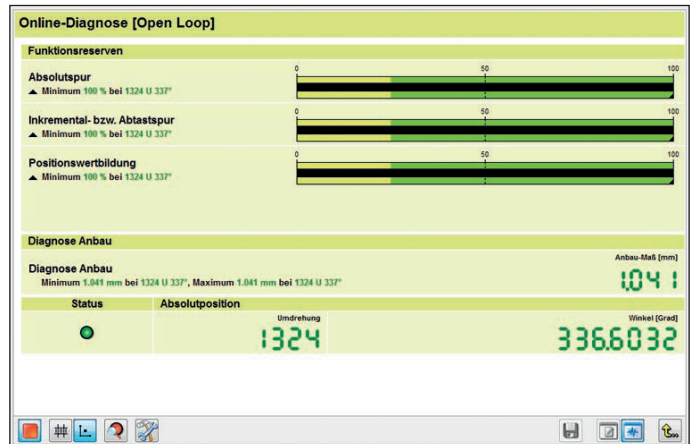 Online-Diagnose [Open Loop]
Funktionsreserven
Absolutspur
0 50 100
Minimum 100 % bei 1324 U 337°
Inkremental- bzw. Abtastspur
0 50 100
Minimum 100 % bei 1324 U 337°
Positionswertbildung
0 50 100
Minimum 100 % bei 1324 U 337°
Diagnose Anbau
Anbau-Maß [mm]
Diagnose Anbau
1.041
Minimum 1.041 mm bei 1324 U 337°, Maximum 1.041 mm bei 1324 U 337°
Status Absolutposition
Umdrehung Winkel [Grad]
1324 336.6032